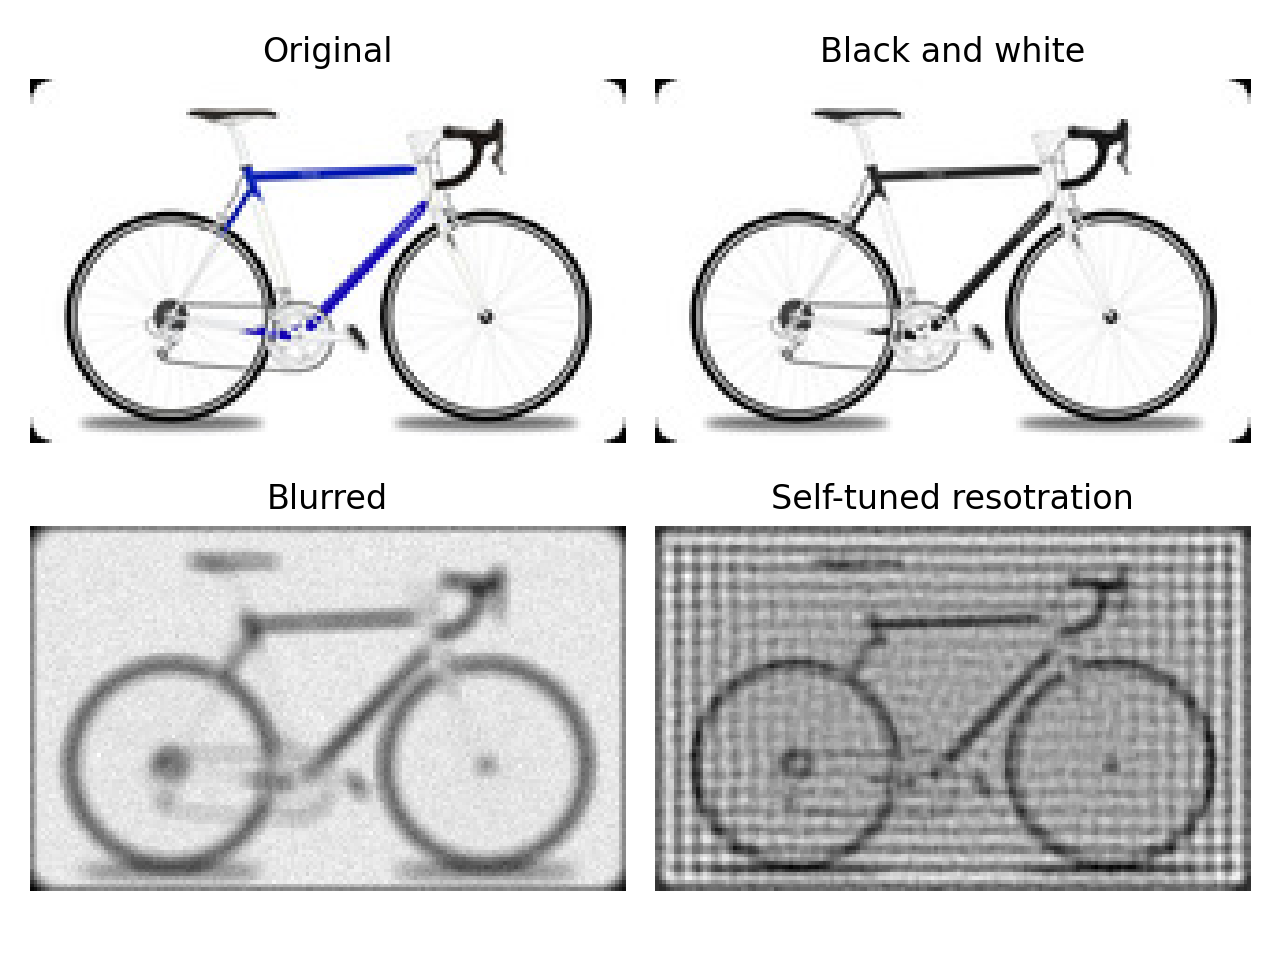 Original
Black and white
Blurred
Self-tuned resotration